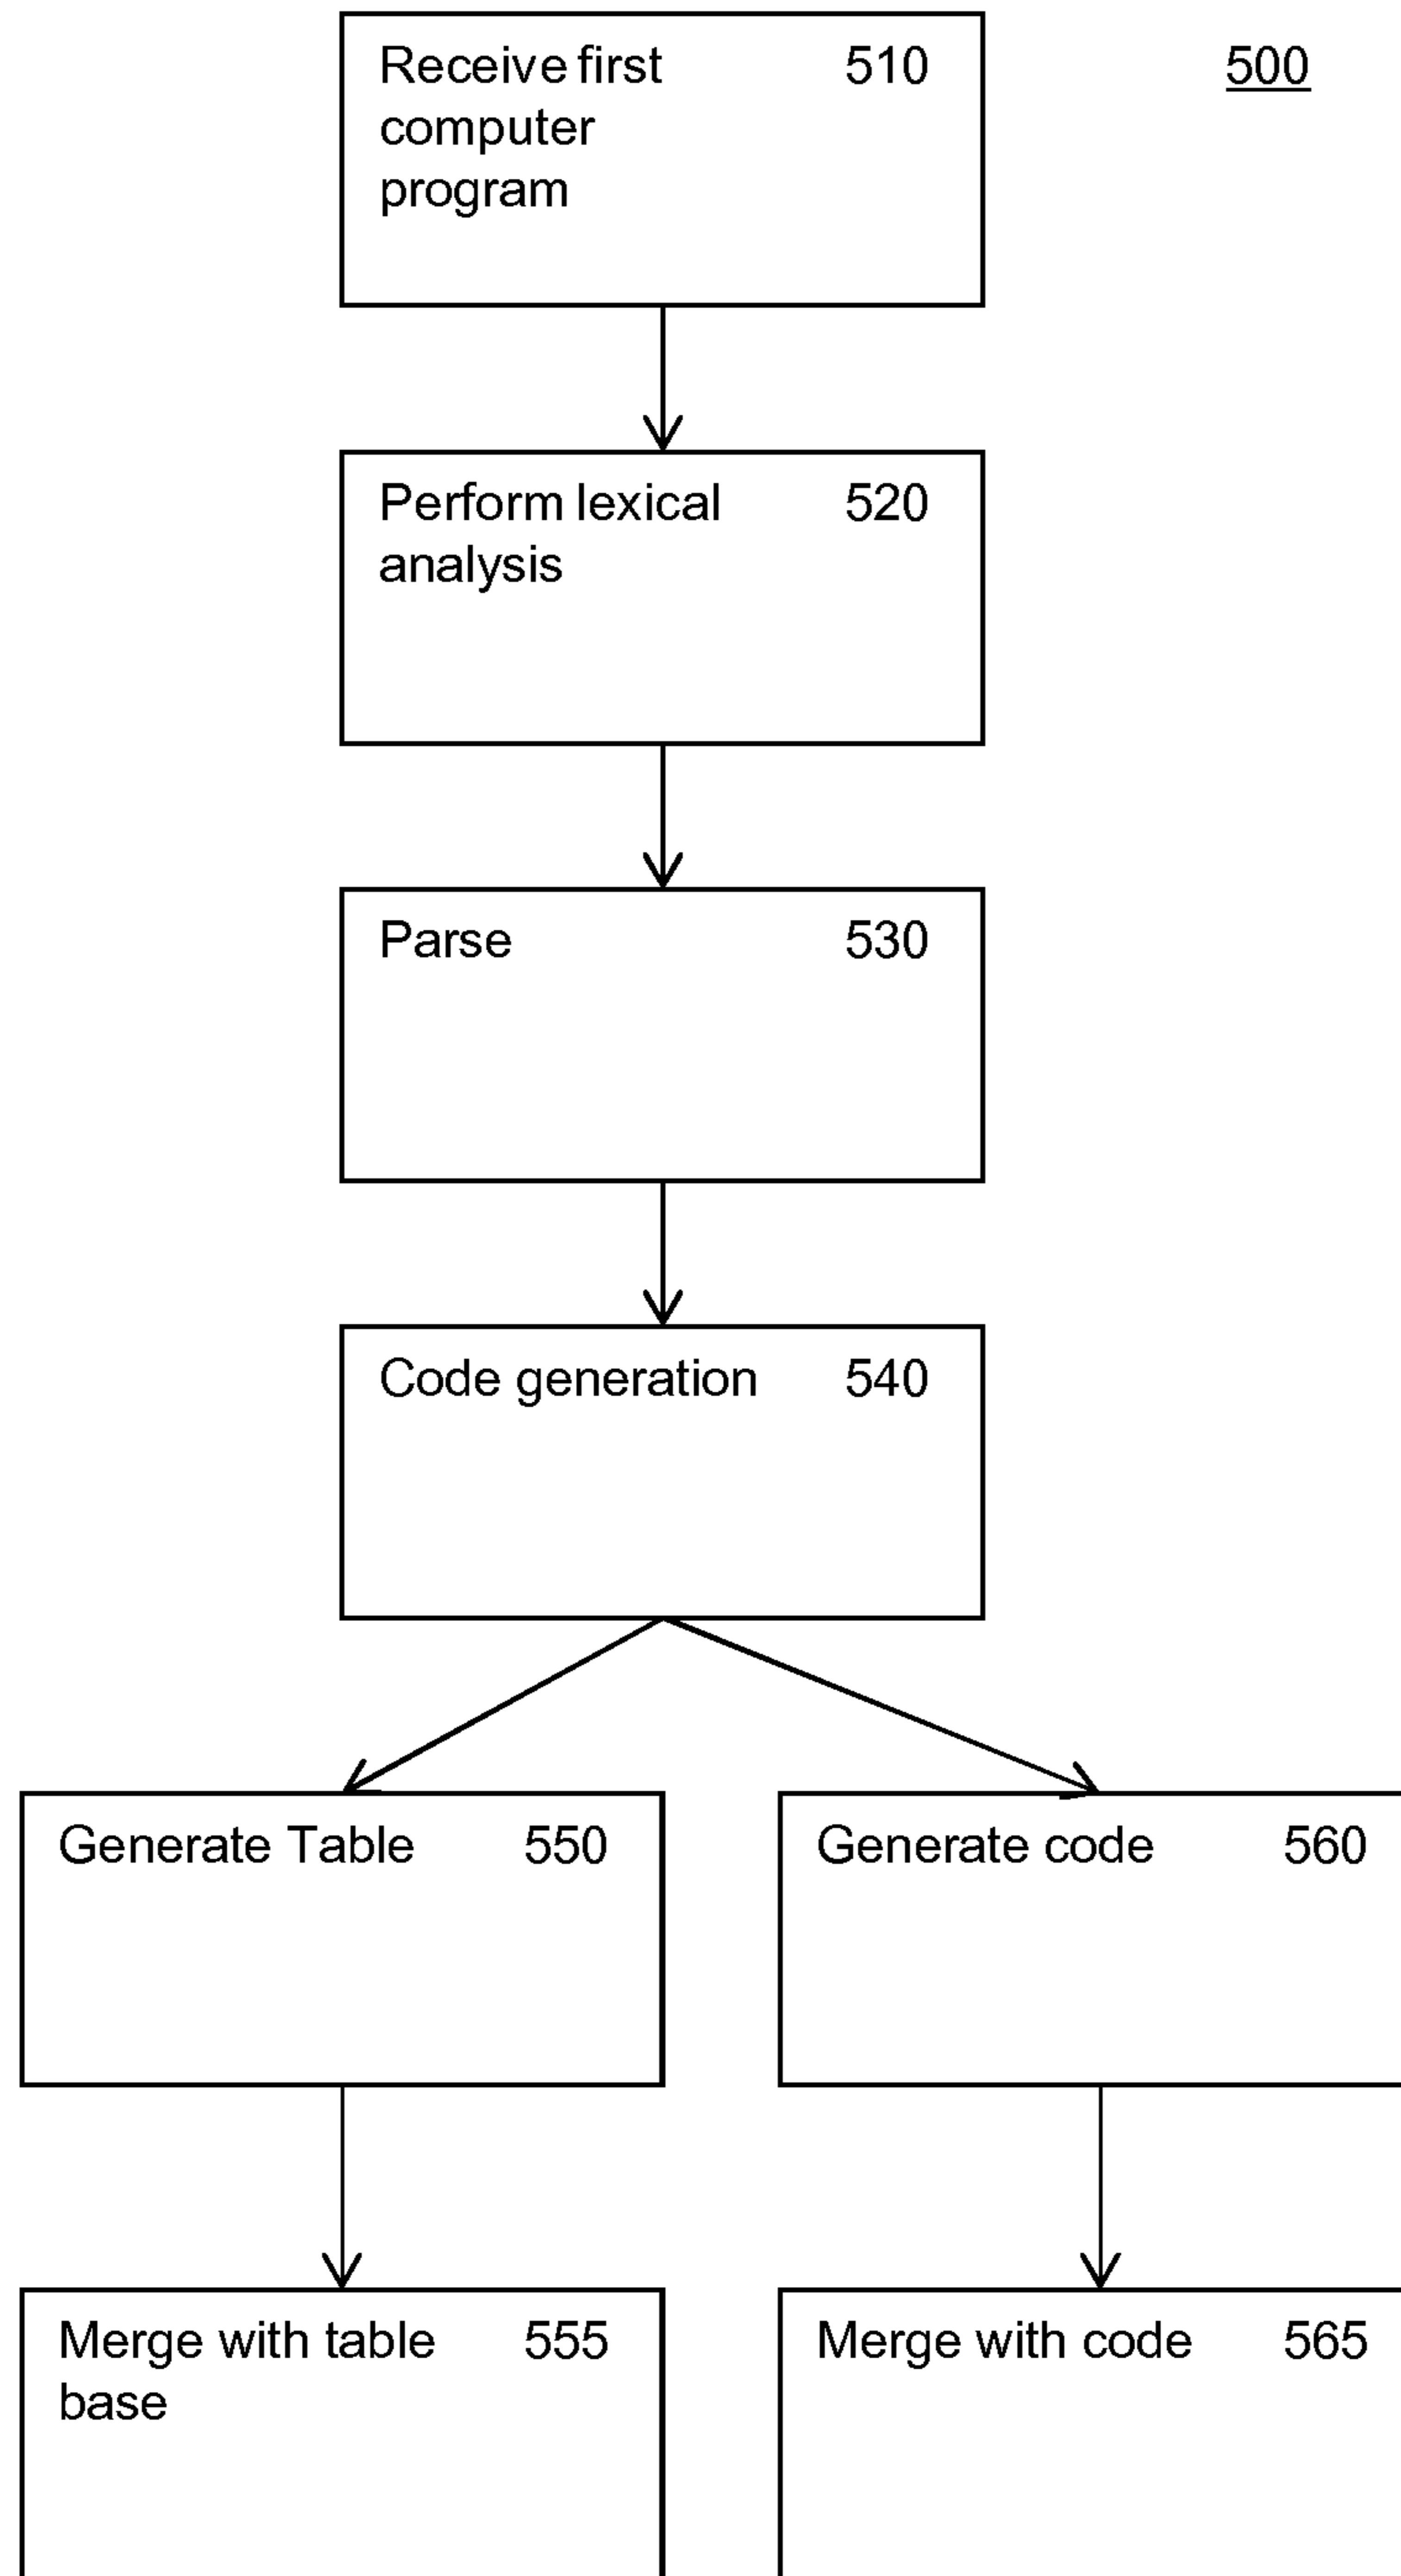 Receive first 510 500
computer
program
Perform lexical 520
analysis
Parse 530
Code generation 540
Generate Table 550 Generate code 560
Merge with table 555 Merge with code 565
base